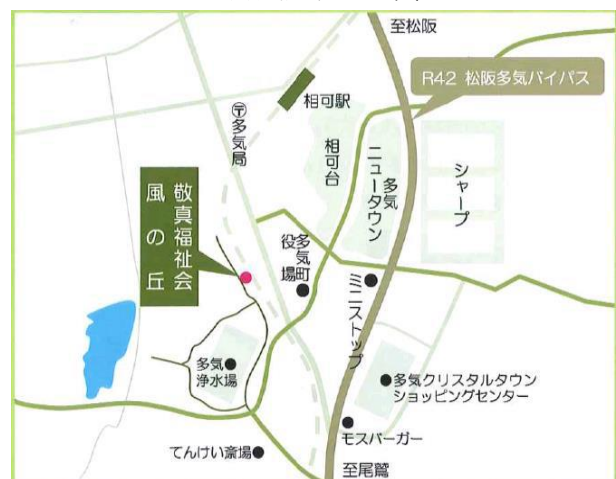 至松阪
R42 松阪多気バイパス
相可駅
〒多気局
相可台
多気
ニュータウン
シャープ
敬真福祉会
風の丘
多気町
役場
ミニストップ
多気
浄水場
多気クリスタルタウン
ショッピングセンター
モスバーガー
てんけい斎場
至尾鷲